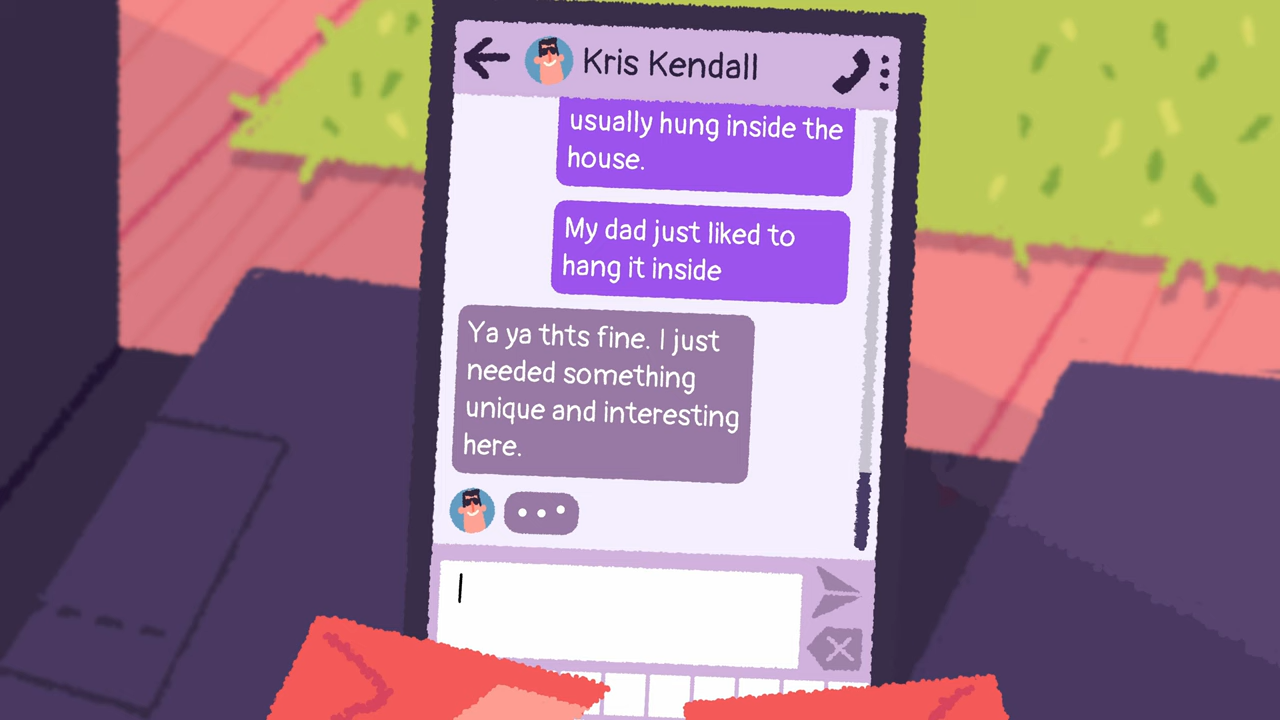 Kris Kendall
usually hung inside the
house.
My dad just liked to
hang it inside
Ya ya thts fine. I just
needed something
unique and interesting
here.